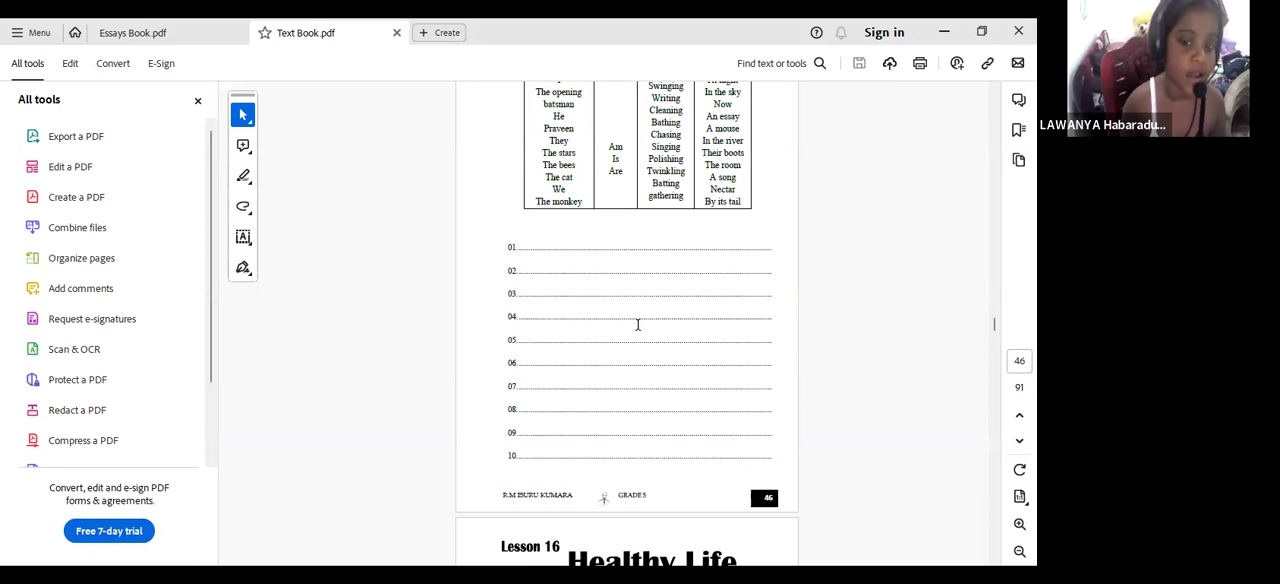 Menu
Essays Book.pdf
Text Book.pdf
Create
Sign in
All tools
Edit
Convert
E-Sign
Find text or tools
All tools
Export a PDF
Edit a PDF
Create a PDF
Combine files
Organize pages
Add comments
Request e-signatures
Scan & OCR
Protect a PDF
Redact a PDF
Compress a PDF
Convert, edit and e-sign PDF
forms & agreements.
Free 7-day trial
The opening
batsman
He
Praveen
They
The stars
The bees
The cat
We
The monkey
Am
Is
Are
Swinging
Writing
Cleaning
Bathing
Chasing
Singing
Polishing
Twinkling
Batting
gathering
In the sky
Now
An essay
A mouse
In the river
Their boots
The room
A song
Nectar
By its tail
01.
02.
03.
04.
05.
06.
07.
08.
09.
10.
R.M ISURU KUMARA GRADE 5 46
Lesson 16
Healthy Life
46
91
LAWANYA Habaradu...